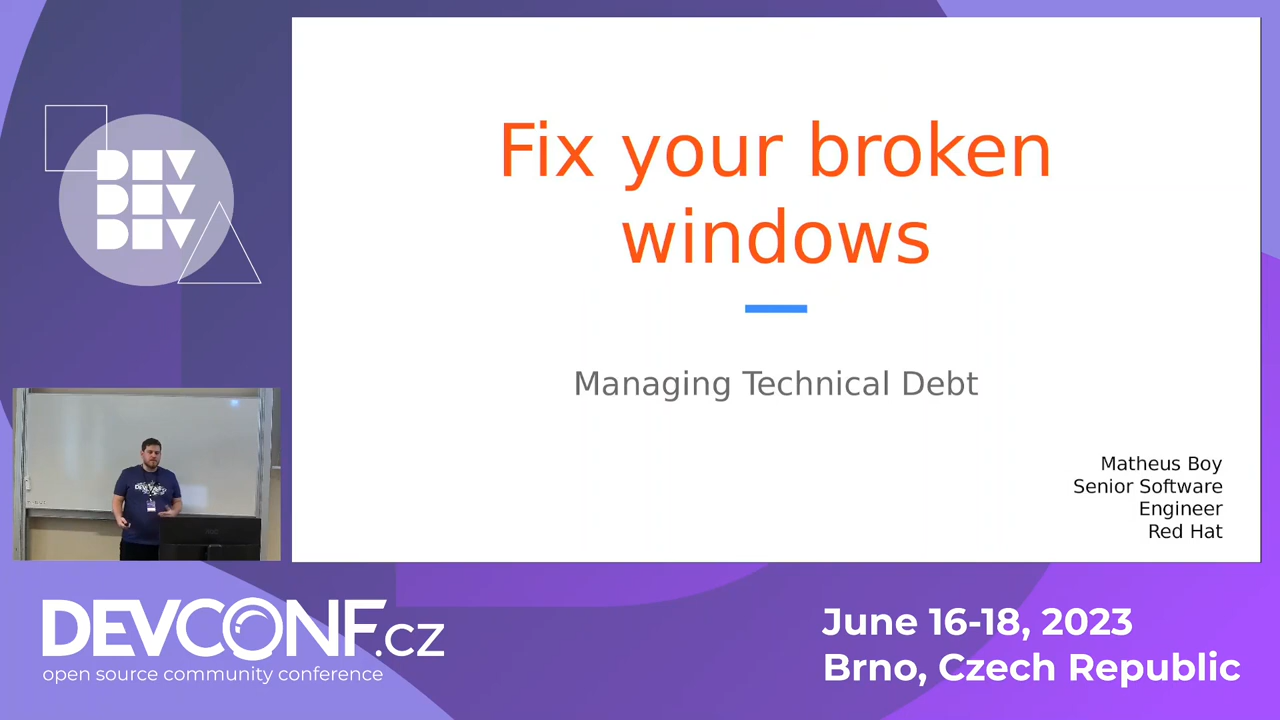 DEV
DEV
DEV
Fix your broken
windows
Managing Technical Debt
Matheus Boy
Senior Software
Engineer
Red Hat
DEVCONF.cz
open source community conference
June 16-18, 2023
Brno, Czech Republic